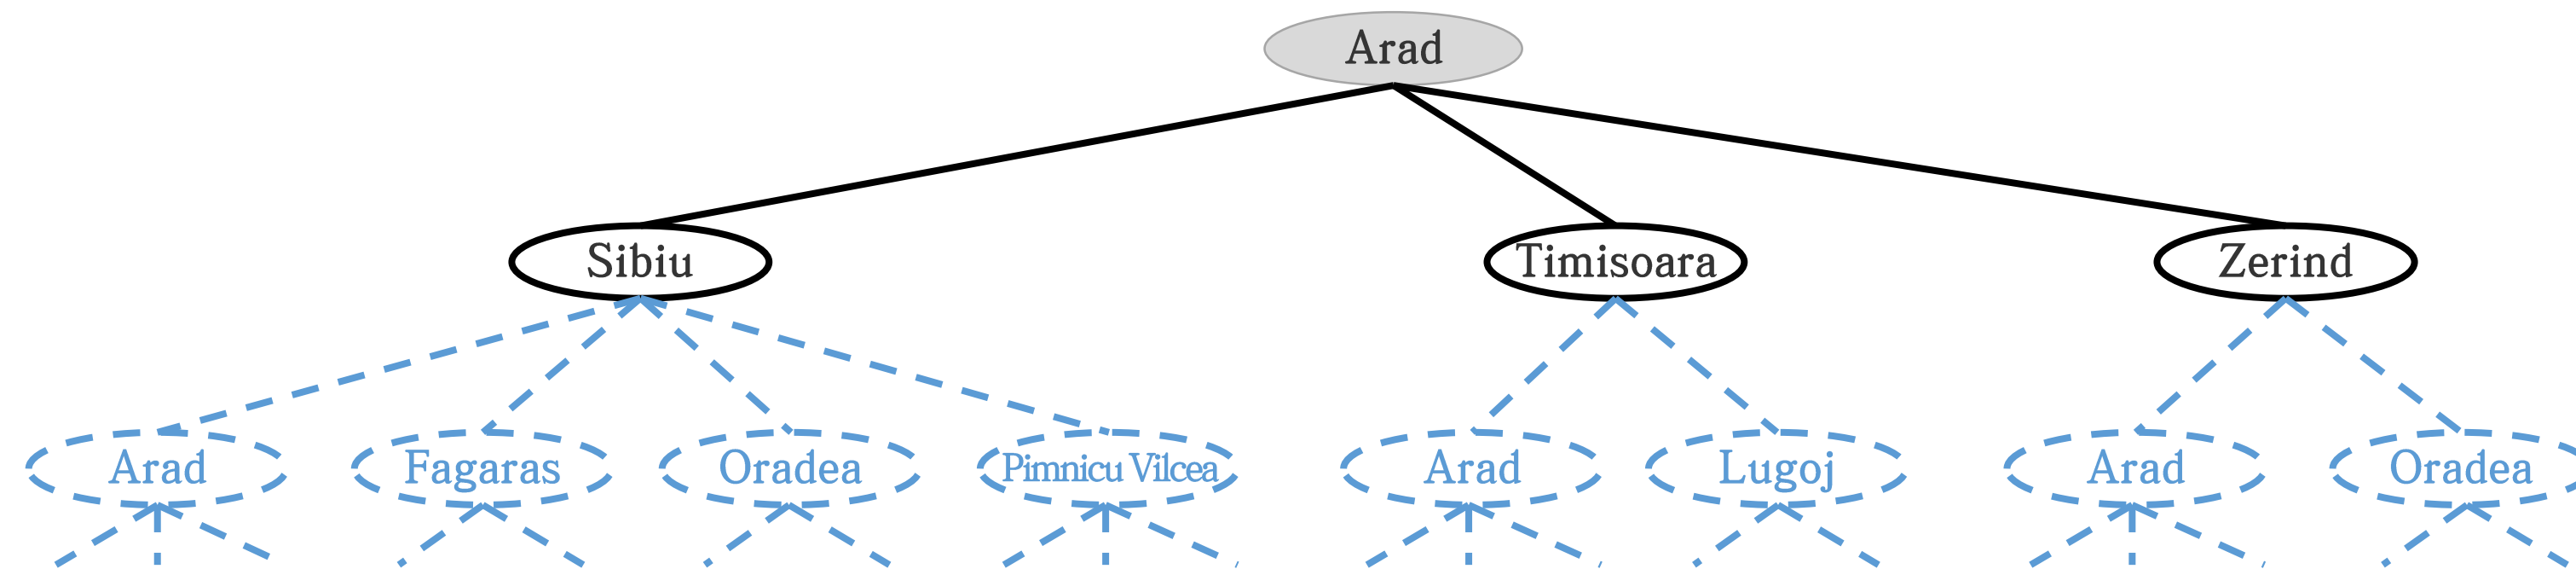 Arad
Sibiu
Timisoara
Zerind
Arad
Fagaras
Oradea
Pimnicu Vilcea
Arad
Lugoj
Arad
Oradea